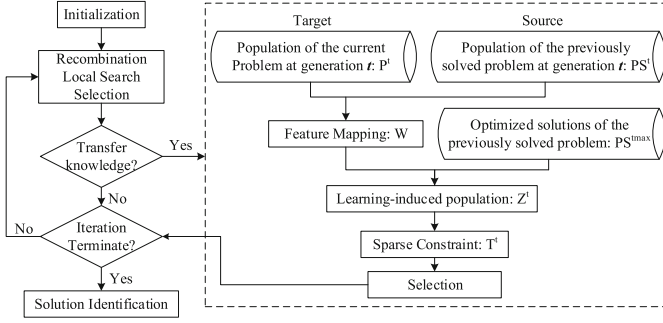 Initialization
Recombination
Local Search
Selection
Transfer
knowledge?
Yes
No
Iteration
Terminate?
No
Yes
Solution Identification
Target
Source
Population of the current
Problem at generation t: P^t
Population of the previously
solved problem at generation t: PS^t
Feature Mapping: W
Optimized solutions of the
previously solved problem: PS^tmax
Learning-induced population: Z^t
Sparse Constraint: T^t
Selection